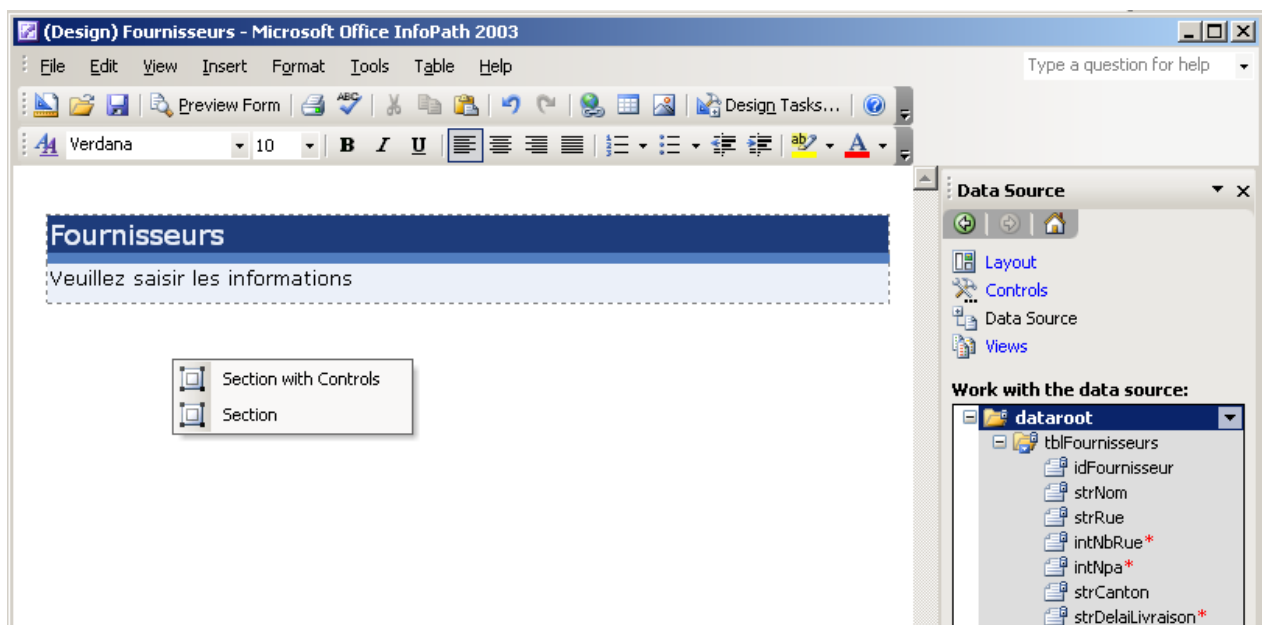 (Design) Fournisseurs - Microsoft Office InfoPath 2003
File Edit View Insert Format Tools Table Help
Type a question for help
Preview Form ABC Design Tasks...
Verdana 10 B I U ab A
Data Source
Fournisseurs
Veuillez saisir les informations
Layout
Controls
Data Source
Views
Section with Controls
Section
Work with the data source:
dataroot
tblFournisseurs
idFournisseur
strNom
strRue
intNbRue*
intNpa*
strCanton
strDelaiLivraison*